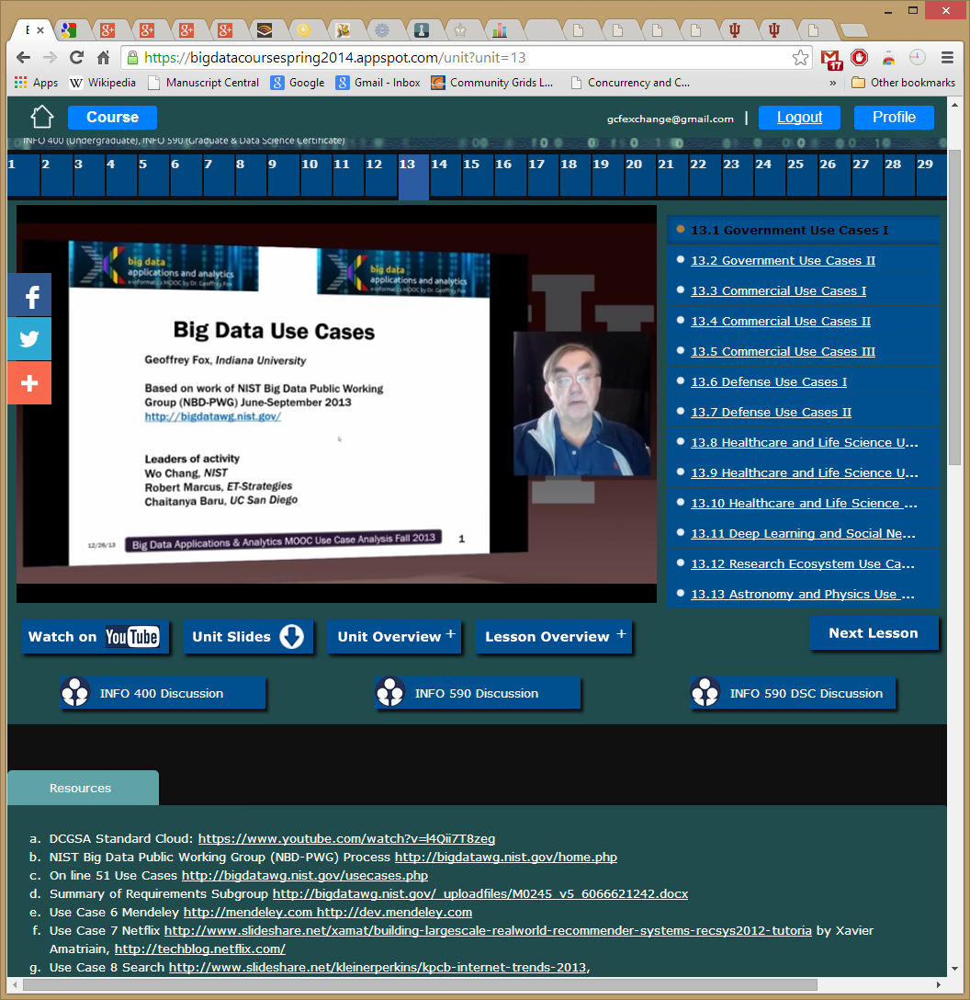 E ×
https://bigdatacoursespring2014.appspot.com/unit?unit=13
17
Apps Wikipedia Manuscript Central Google Gmail - Inbox Community Grids L... Concurrency and C... » Other bookmarks
Course gcfexchange@gmail.com | Logout Profile
INFO 400 (Undergraduate), INFO 590 (Graduate & Data Science Certificate)
1 2 3 4 5 6 7 8 9 10 11 12 13 14 15 16 17 18 19 20 21 22 23 24 25 26 27 28 29
big data
applications and analytics
a-informatics MOOC by Dr. Geoffrey Fox
big data
applications and analytics
a-informatics MOOC by Dr. Geoffrey Fox
Big Data Use Cases
Geoffrey Fox, Indiana University
Based on work of NIST Big Data Public Working
Group (NBD-PWG) June-September 2013
http://bigdatawg.nist.gov/
Leaders of activity
Wo Chang, NIST
Robert Marcus, ET-Strategies
Chaitanya Baru, UC San Diego
12/26/13 Big Data Applications & Analytics MOOC Use Case Analysis Fall 2013 1
13.1 Government Use Cases I
13.2 Government Use Cases II
13.3 Commercial Use Cases I
13.4 Commercial Use Cases II
13.5 Commercial Use Cases III
13.6 Defense Use Cases I
13.7 Defense Use Cases II
13.8 Healthcare and Life Science U...
13.9 Healthcare and Life Science U...
13.10 Healthcare and Life Science ...
13.11 Deep Learning and Social Ne...
13.12 Research Ecosystem Use Ca...
13.13 Astronomy and Physics Use ...
Watch on YouTube Unit Slides Unit Overview + Lesson Overview + Next Lesson
INFO 400 Discussion INFO 590 Discussion INFO 590 DSC Discussion
Resources
a. DCGSA Standard Cloud: https://www.youtube.com/watch?v=l4Qii7T8zeg
b. NIST Big Data Public Working Group (NBD-PWG) Process http://bigdatawg.nist.gov/home.php
c. On line 51 Use Cases http://bigdatawg.nist.gov/usecases.php
d. Summary of Requirements Subgroup http://bigdatawg.nist.gov/_uploadfiles/M0245_v5_6066621242.docx
e. Use Case 6 Mendeley http://mendeley.com http://dev.mendeley.com
f. Use Case 7 Netflix http://www.slideshare.net/xamat/building-largescale-realworld-recommender-systems-recsys2012-tutoria by Xavier
Amatriain, http://techblog.netflix.com/
g. Use Case 8 Search http://www.slideshare.net/kleinerperkins/kpcb-internet-trends-2013,